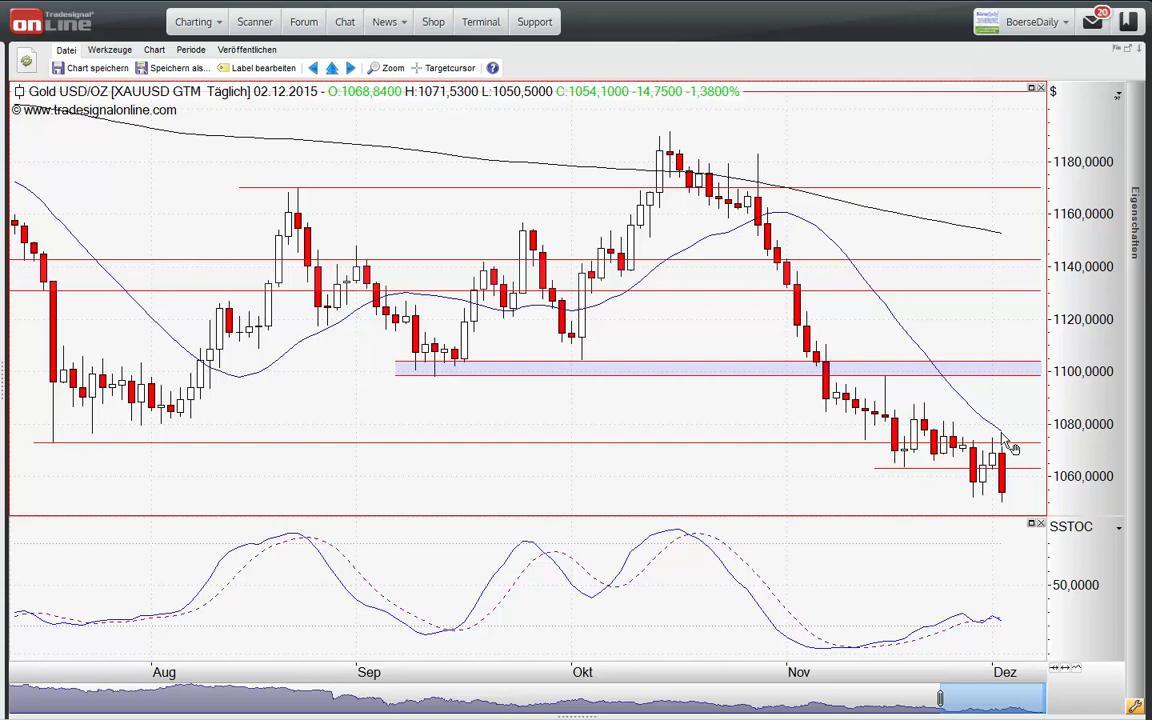 Tradesignal
onLine
Charting
Scanner
Forum
Chat
News
Shop
Terminal
Support
BoerseDaily
20
Datei
Werkzeuge
Chart
Periode
Veröffentlichen
Chart speichern
Speichern als...
Label bearbeiten
Zoom
Targetcursor
Gold USD/OZ [XAUUSD GTM Täglich] 02.12.2015 - O:1068,8400 H:1071,5300 L:1050,5000 C:1054,1000 -14,7500 -1,3800%
© www.tradesignalonline.com
$
1180,0000
1160,0000
1140,0000
1120,0000
1100,0000
1080,0000
1060,0000
Eigenschaften
SSTOC
50,0000
Aug
Sep
Okt
Nov
Dez